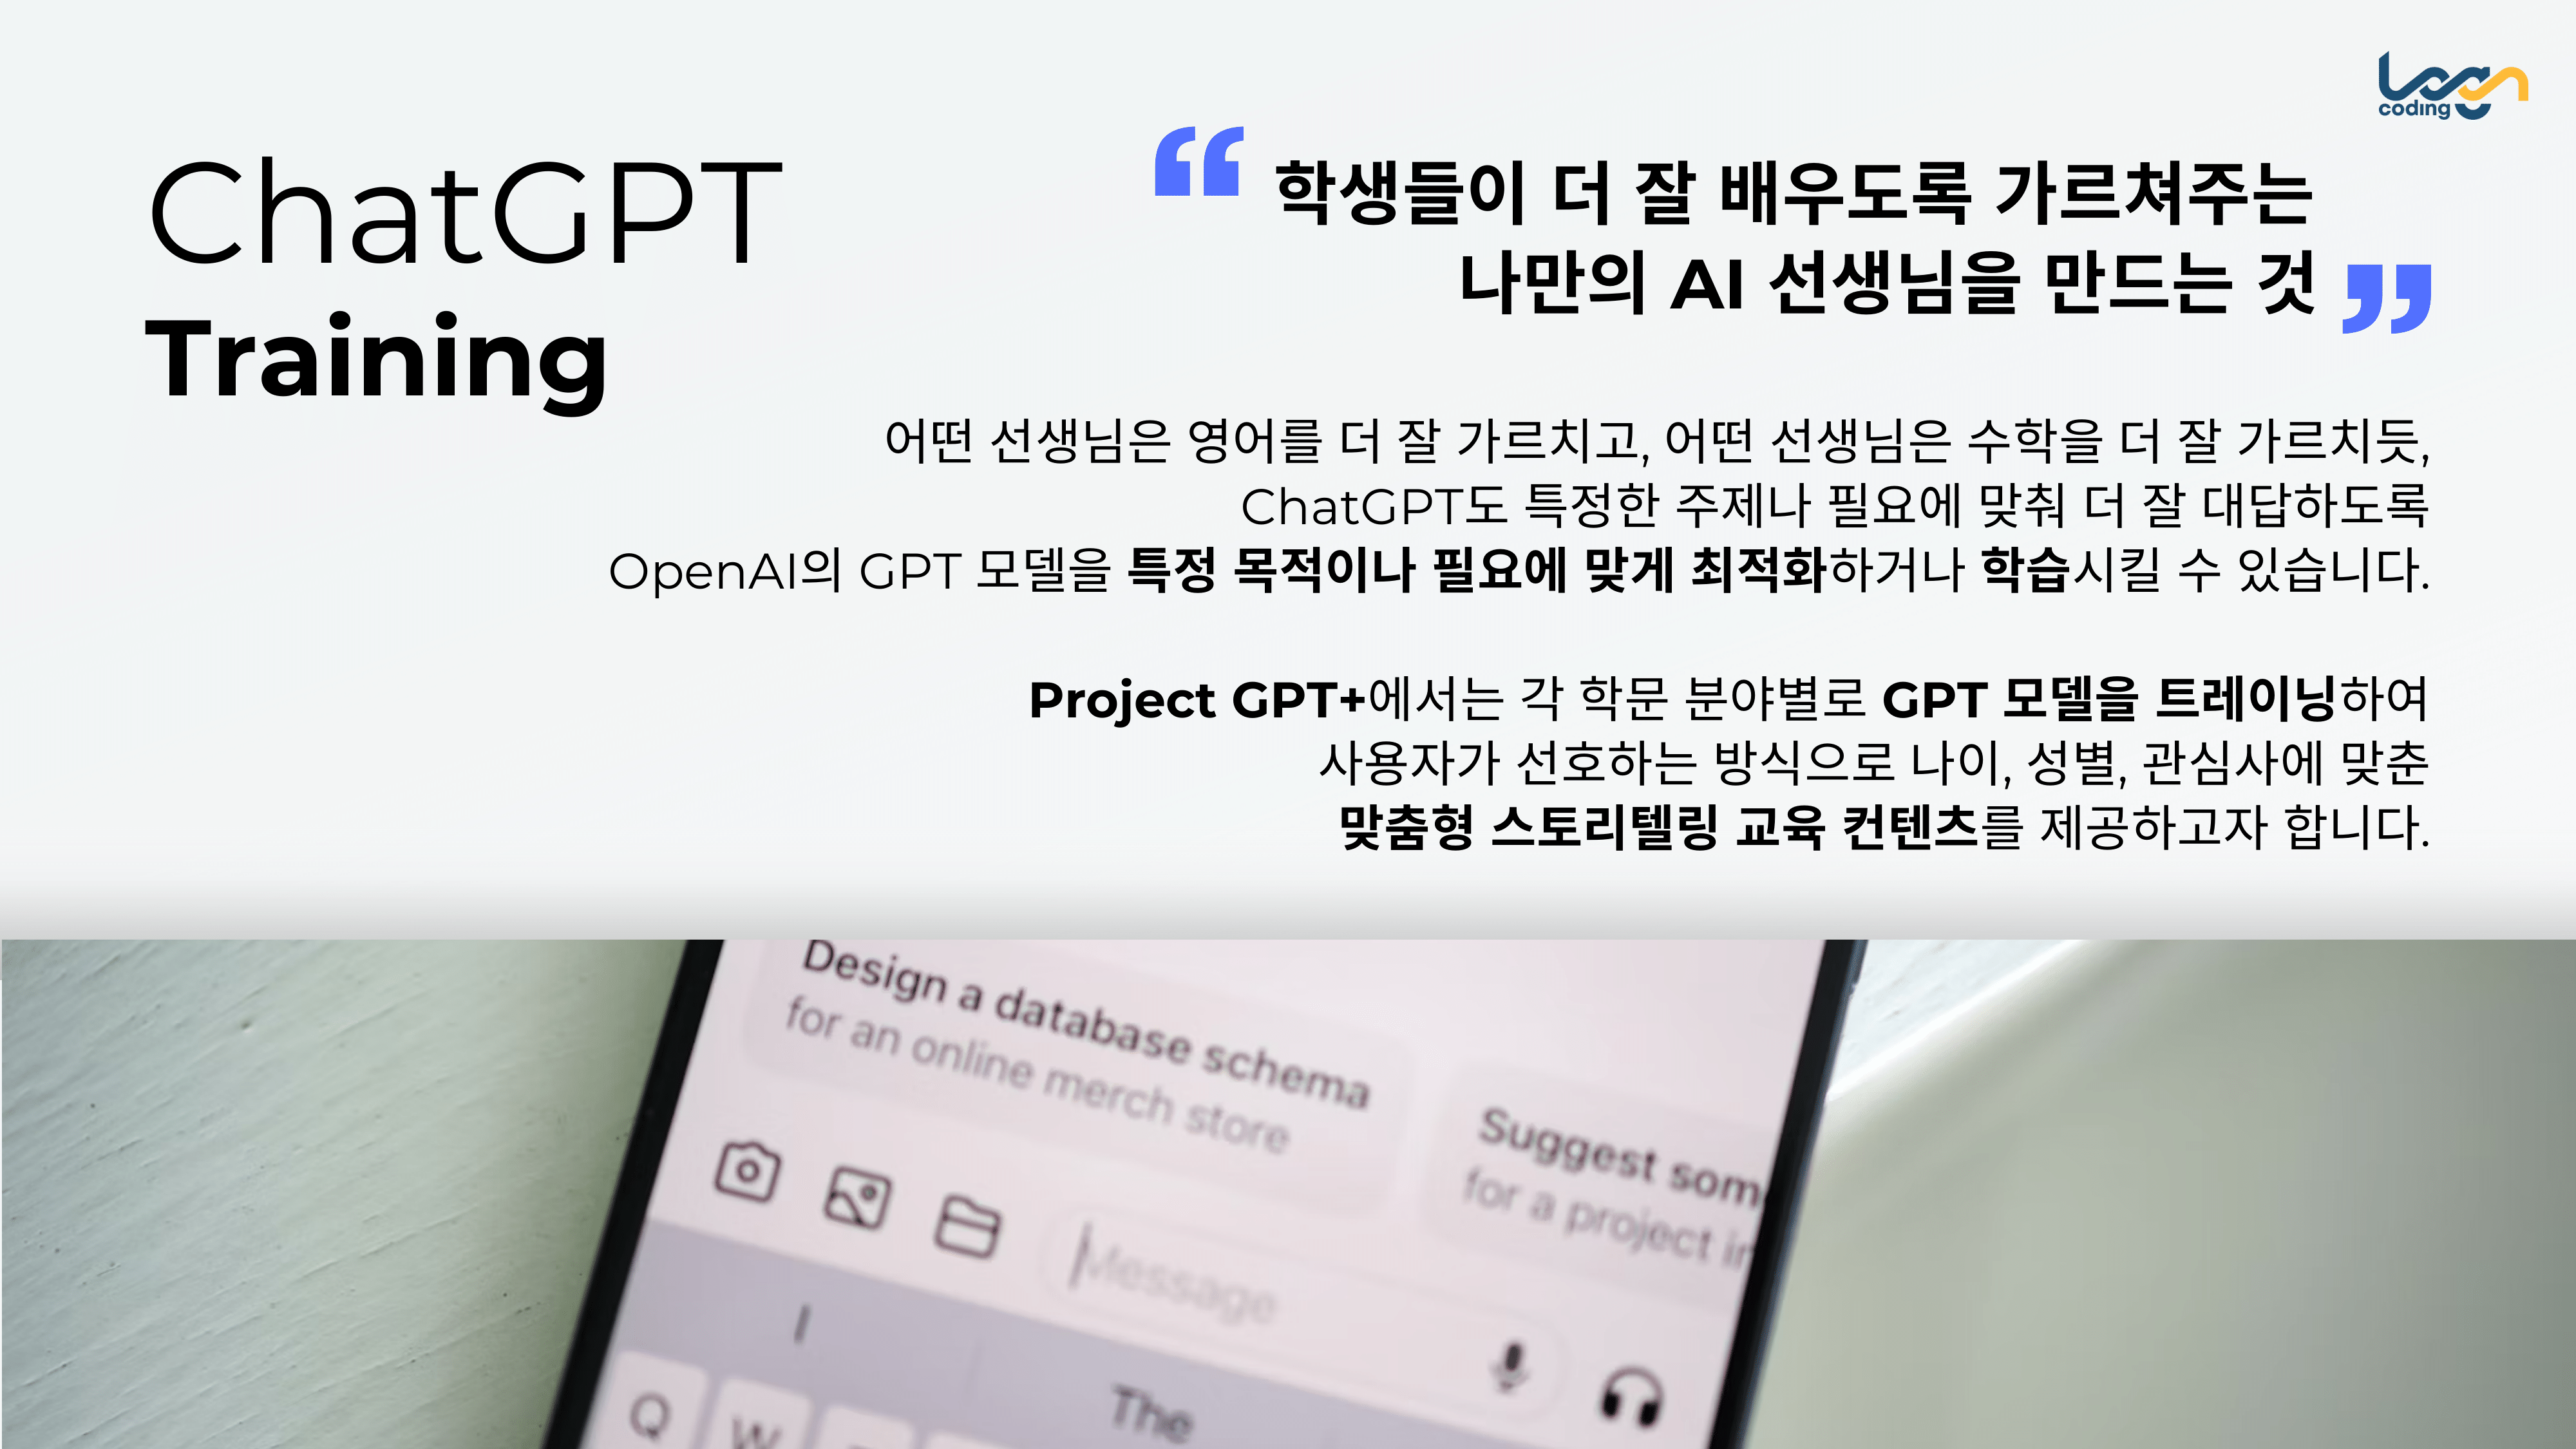 ChatGPT
Training
coding
“ 학생들이 더 잘 배우도록 가르쳐주는
나만의 AI 선생님을 만드는 것 ”
어떤 선생님은 영어를 더 잘 가르치고, 어떤 선생님은 수학을 더 잘 가르치듯,
ChatGPT도 특정한 주제나 필요에 맞춰 더 잘 대답하도록
OpenAI의 GPT 모델을 특정 목적이나 필요에 맞게 최적화하거나 학습시킬 수 있습니다.
Project GPT+에서는 각 학문 분야별로 GPT 모델을 트레이닝하여
사용자가 선호하는 방식으로 나이, 성별, 관심사에 맞춘
맞춤형 스토리텔링 교육 컨텐츠를 제공하고자 합니다.
Design a database schema
for an online merch store
Suggest som
for a project in
Message
I
The
Q W